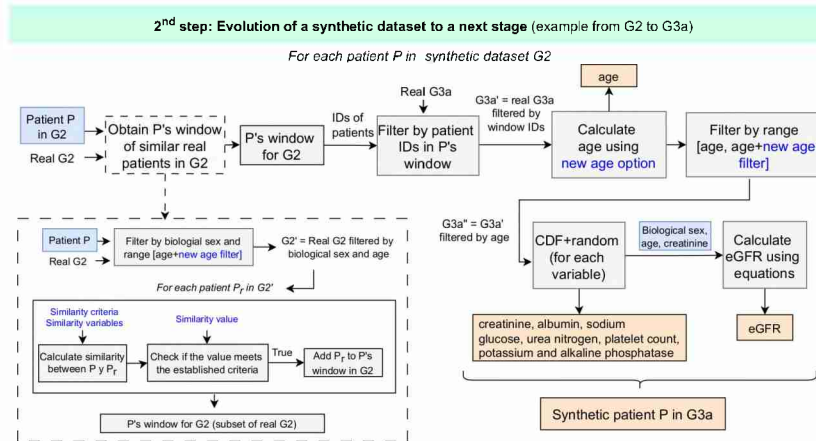 2nd step: Evolution of a synthetic dataset to a next stage (example from G2 to G3a)
For each patient P in synthetic dataset G2
Patient P
in G2
Real G2
Obtain P's window
of similar real
patients in G2
P's window
for G2
IDs of
patients
Real G3a
Filter by patient
IDs in P's
window
G3a' = real G3a
filtered by
window IDs
age
Calculate
age using
new age option
Filter by range
[age, age+new age
filter]
Patient P
Real G2
Filter by biologial sex and
range [age+new age filter]
G2' = Real G2 filtered by
biological sex and age
For each patient Pr in G2'
Similarity criteria
Similarity variables
Similarity value
Calculate similarity
between P y Pr
Check if the value meets
the established criteria
True
Add Pr to P's
window in G2
P's window for G2 (subset of real G2)
G3a'' = G3a'
filtered by age
CDF+random
(for each
variable)
Biological sex,
age, creatinine
Calculate
eGFR using
equations
creatinine, albumin, sodium
glucose, urea nitrogen, platelet count,
potassium and alkaline phosphatase
eGFR
Synthetic patient P in G3a